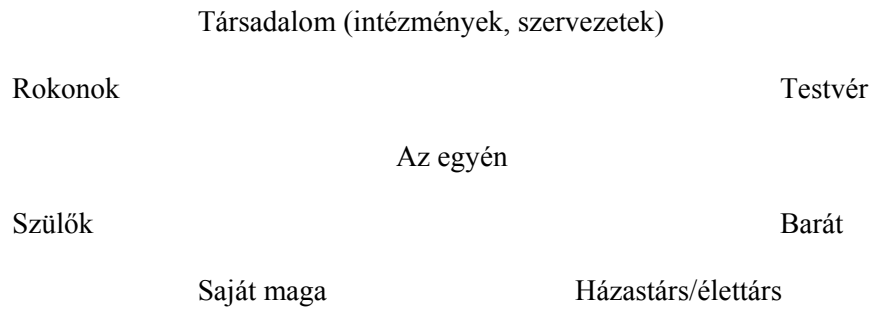 Társadalom (intézmények, szervezetek)
Rokonok Testvér
Az egyén
Szülők Barát
Saját maga Házastárs/élettárs